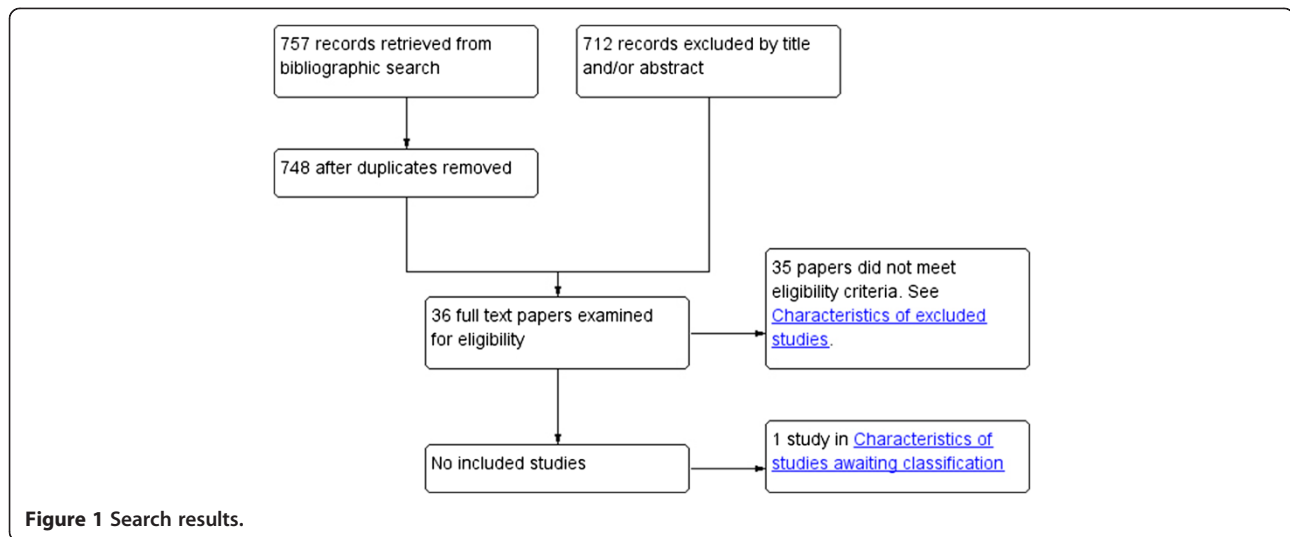 757 records retrieved from
bibliographic search
712 records excluded by title
and/or abstract
748 after duplicates removed
35 papers did not meet
eligibility criteria. See
Characteristics of excluded
studies.
36 full text papers examined
for eligibility
No included studies
1 study in Characteristics of
studies awaiting classification
Figure 1 Search results.